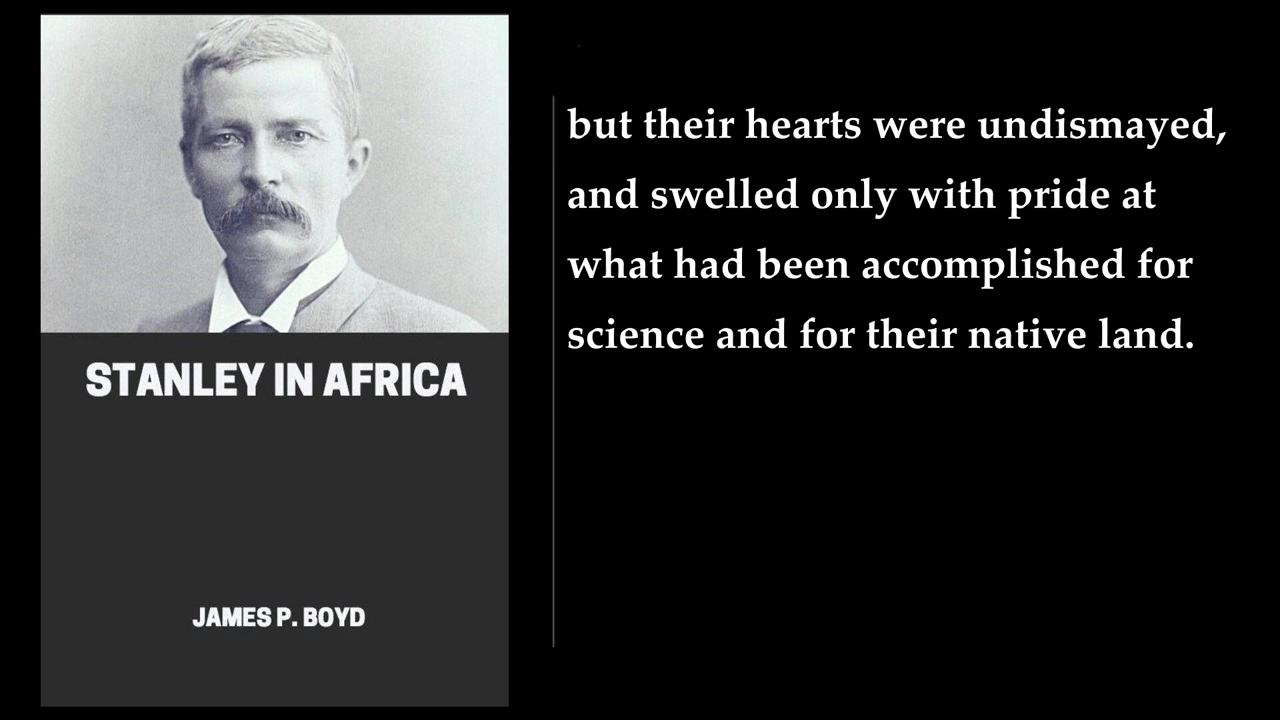 STANLEY IN AFRICA
JAMES P. BOYD
but their hearts were undismayed,
and swelled only with pride at
what had been accomplished for
science and for their native land.